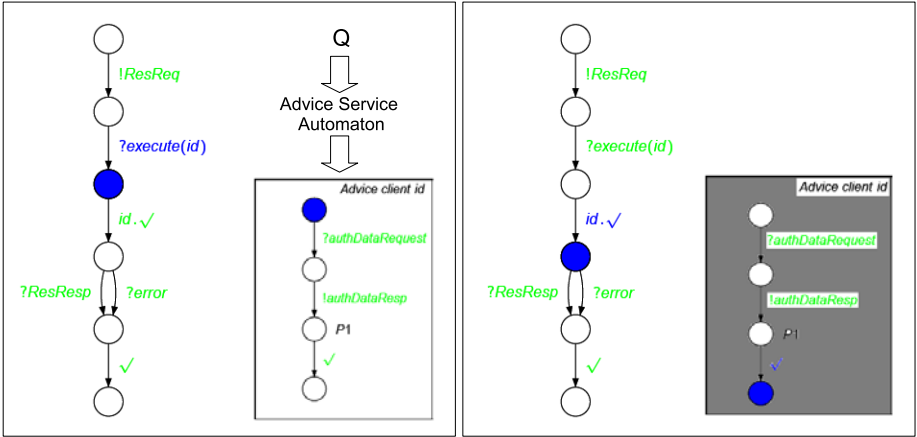 !ResReq
?execute(id)
id.√
?ResResp
?error
√
Q
Advice Service
Automaton
Advice client id
?authDataRequest
!authDataResp
P1
√
!ResReq
?execute(id)
id.√
?ResResp
?error
√
Advice client id
?authDataRequest
!authDataResp
P1
√